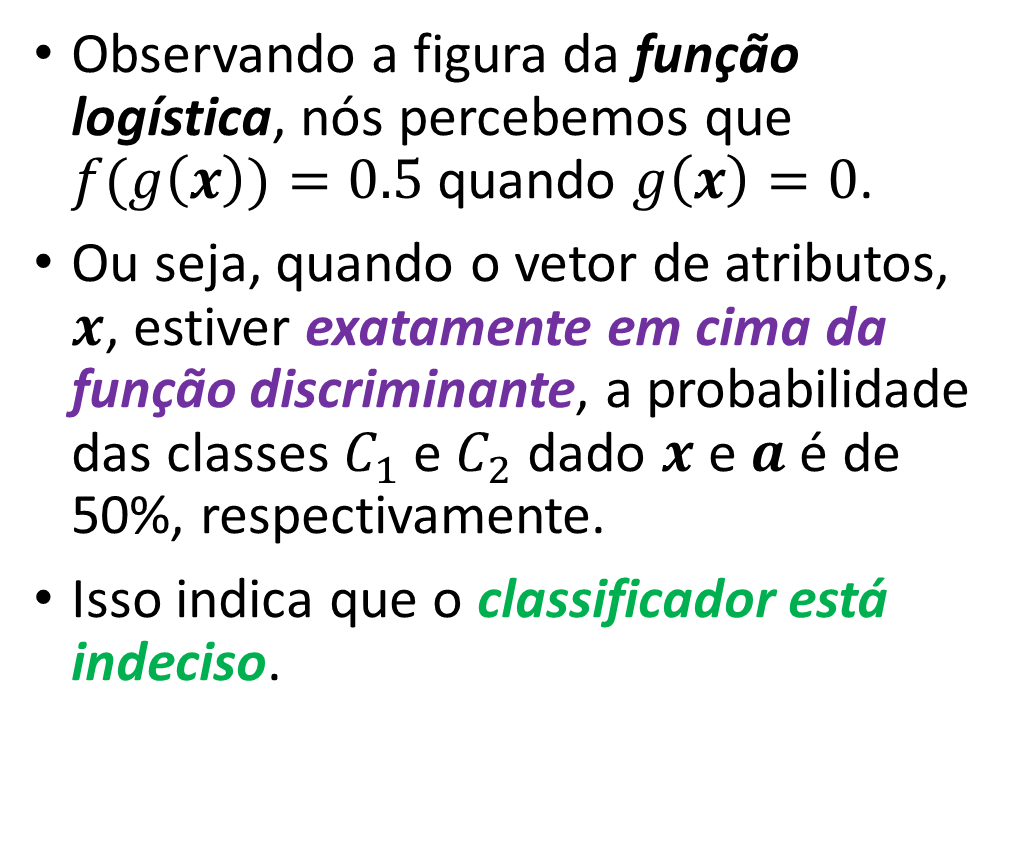 • Observando a figura da função
logística, nós percebemos que
f(g(x)) = 0.5 quando g(x) = 0.
• Ou seja, quando o vetor de atributos,
x, estiver exatamente em cima da
função discriminante, a probabilidade
das classes C₁ e C₂ dado x e a é de
50%, respectivamente.
• Isso indica que o classificador está
indeciso.